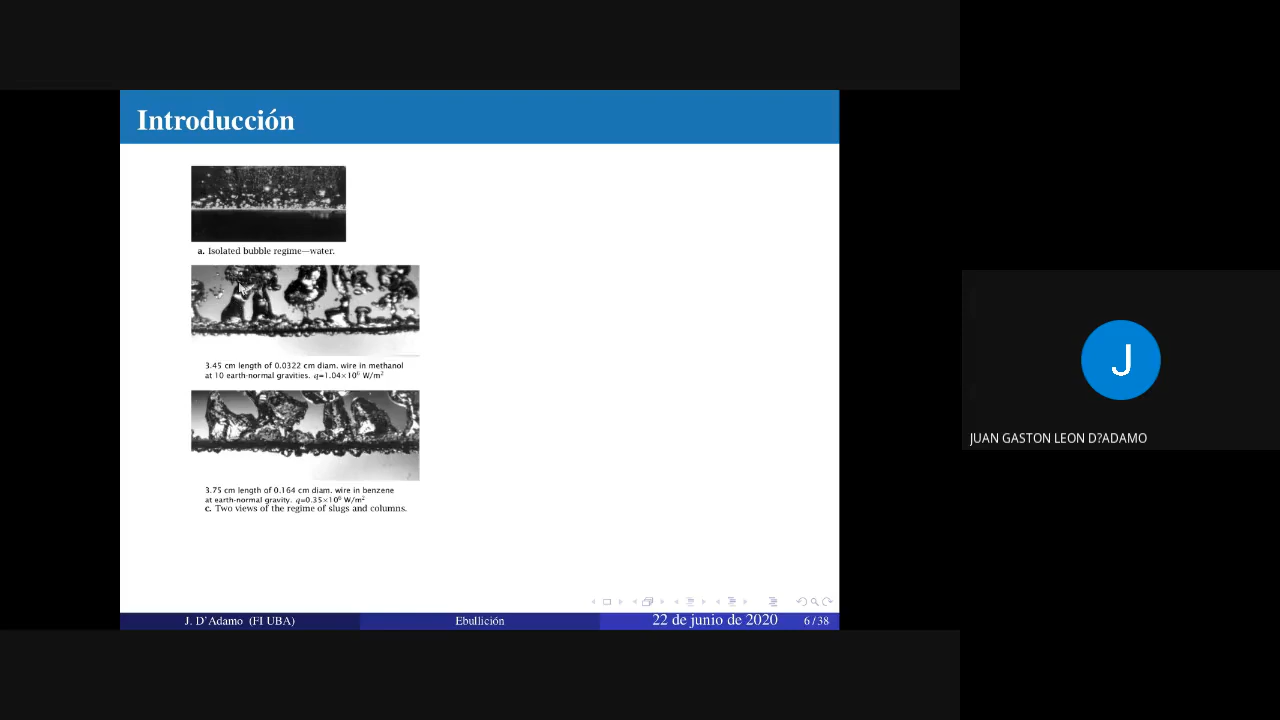 Introducción
a. Isolated bubble regime—water.
3.45 cm length of 0.0322 cm diam. wire in methanol
at 10 earth-normal gravities. q=1.04×10⁶ W/m²
3.75 cm length of 0.164 cm diam. wire in benzene
at earth-normal gravity. q=0.35×10⁶ W/m²
c. Two views of the regime of slugs and columns.
J. D'Adamo (FI UBA)
Ebullición
22 de junio de 2020
6 / 38
J
JUAN GASTON LEON D?ADAMO